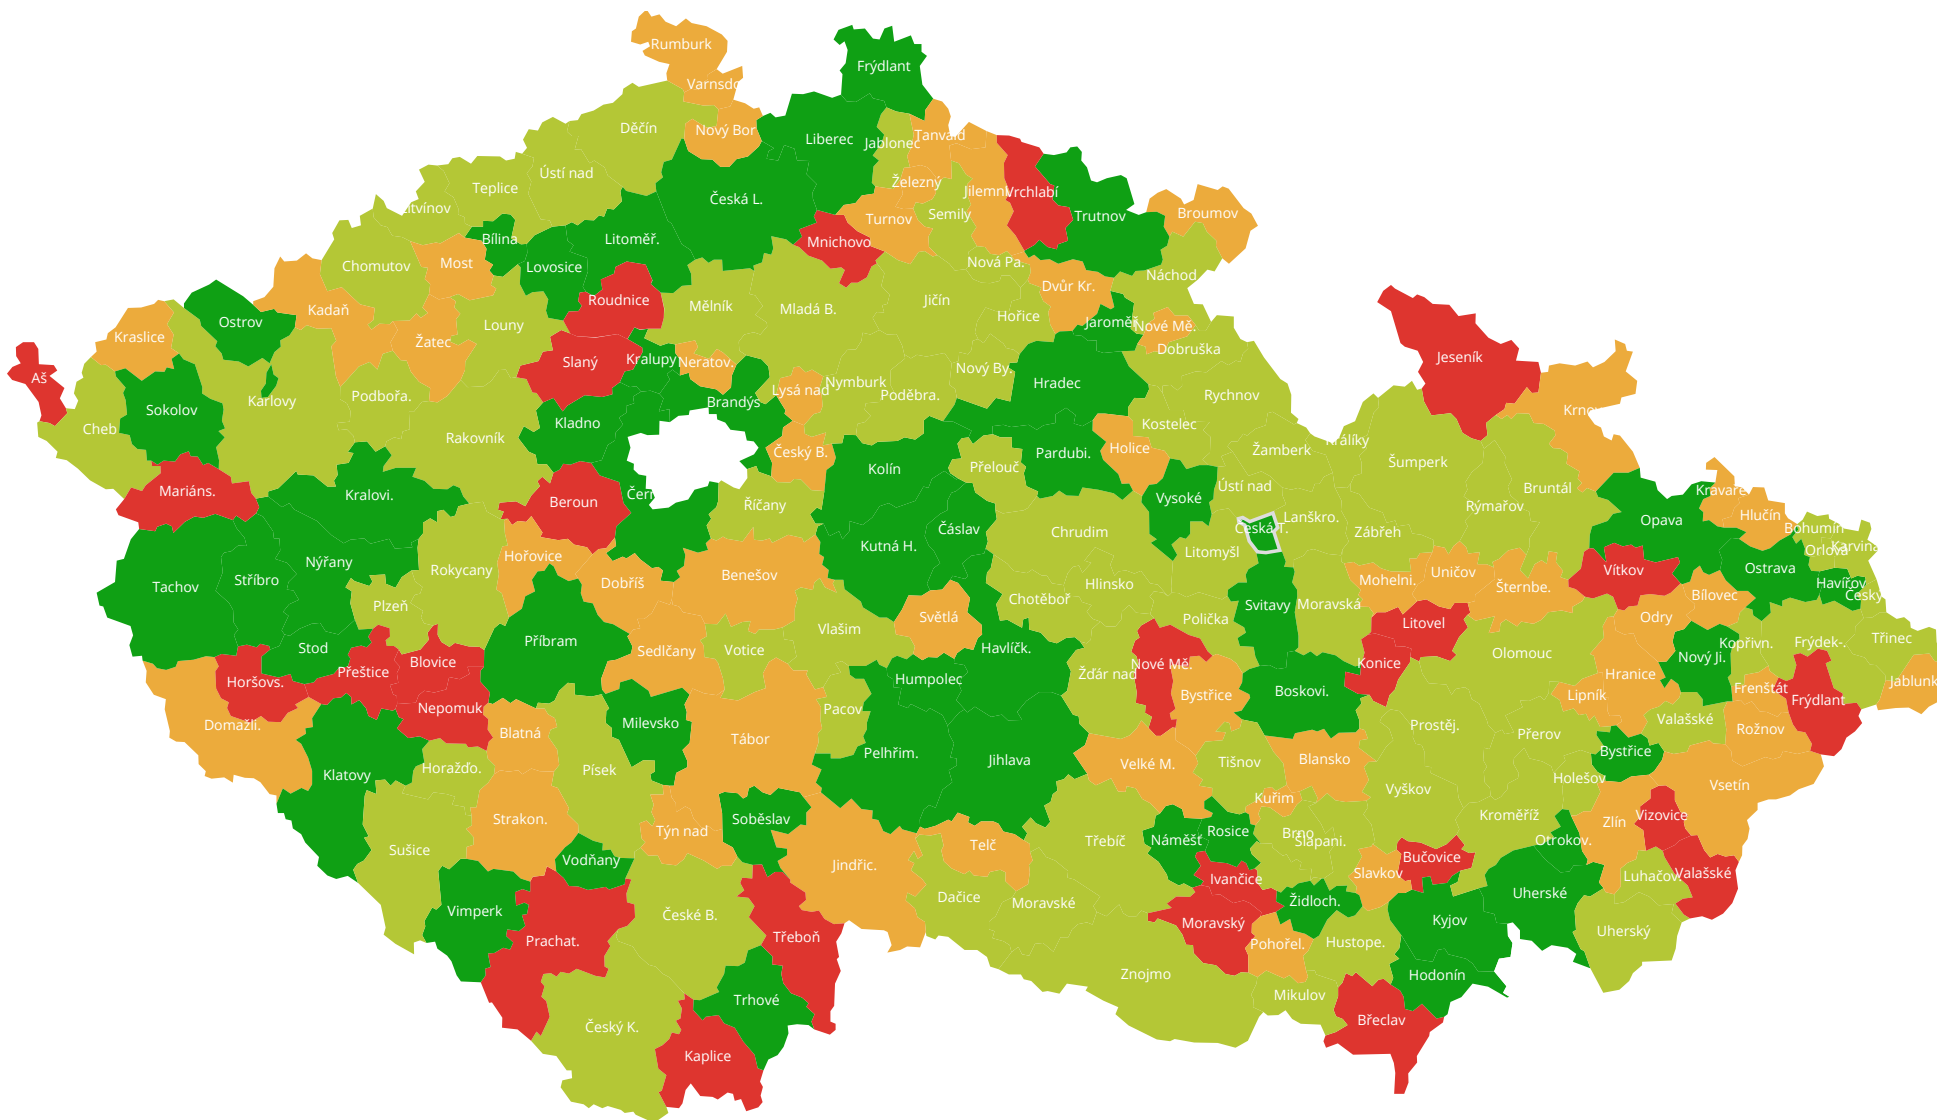 Rumburk
Frýdlant
Varnsdo
Děčín
Nový Bor
Liberec
Jablonec
Tanvald
Ústí nad
Teplice
Železný
Jilemni
Vrchlabí
Česká L.
Turnov
Semily
Trutnov
Broumov
tvínov
Bílina
Litoměř.
Mnichovo
Chomutov
Most
Lovosice
Nová Pa.
Náchod
Dvůr Kr.
Roudnice
Mělník
Mladá B.
Jičín
Hořice
Kadaň
Ostrov
Louny
Jaroměř
Nové Mě.
Kraslice
Žatec
Dobruška
Jeseník
Slaný
Kralupy
Neratov.
Aš
Nový By.
Hradec
Lysá nad
Nymburk
Poděbra.
Rychnov
Podbořa.
Karlovy
Brandýs
Sokolov
Krnov
Cheb
Kladno
Kostelec
Rakovník
Králíky
Žamberk
Holice
Pardubi.
Český B.
Kolín
Přelouč
Šumperk
Mariáns.
Kralovi.
Beroun
Čern
Říčany
Vysoké
Ústí nad
Bruntál
Kravaře
Rýmařov
Lanškro.
Hlučín
Opava
Česká T.
Chrudim
Čáslav
Zábřeh
Bohumín
Kutná H.
Litomyšl
Orlová
Karviná
Hořovice
Nýřany
Rokycany
Benešov
Dobříš
Stříbro
Tachov
Hlinsko
Mohelni.
Uničov
Vítkov
Ostrava
Havířov
Šternbe.
Český
Bílovec
Plzeň
Chotěboř
Svitavy
Moravská
Světlá
Polička
Litovel
Odry
Vlašim
Příbram
Stod
Votice
Sedlčany
Havlíčk.
Kopřivn.
Frýdek-.
Třinec
Olomouc
Nový Ji.
Blovice
Přeštice
Nové Mě.
Konice
Žďár nad
Hranice
Horšovs.
Humpolec
Boskovi.
Bystřice
Lipník
Frenštát
Frýdlant
Jablunk
Nepomuk
Pacov
Valašské
Domažli.
Milevsko
Prostěj.
Přerov
Rožnov
Blatná
Tábor
Pelhřim.
Bystřice
Jihlava
Velké M.
Tišnov
Blansko
Horažďo.
Písek
Klatovy
Holešov
Vsetín
Vyškov
Kuřim
Strakon.
Soběslav
Týn nad
Kroměříž
Vizovice
Zlín
Rosice
Brno
Náměšť
Třebíč
Telč
Šlapani.
Otrokov.
Sušice
Vodňany
Bučovice
Jindřic.
Slavkov
Valašské
Luhačov.
Ivančice
Dačice
Uherské
Moravské
Židloch.
Vimperk
České B.
Kyjov
Moravský
Uherský
Třeboň
Prachat.
Pohořel.
Hustope.
Znojmo
Hodonín
Mikulov
Trhové
Břeclav
Český K.
Kaplice